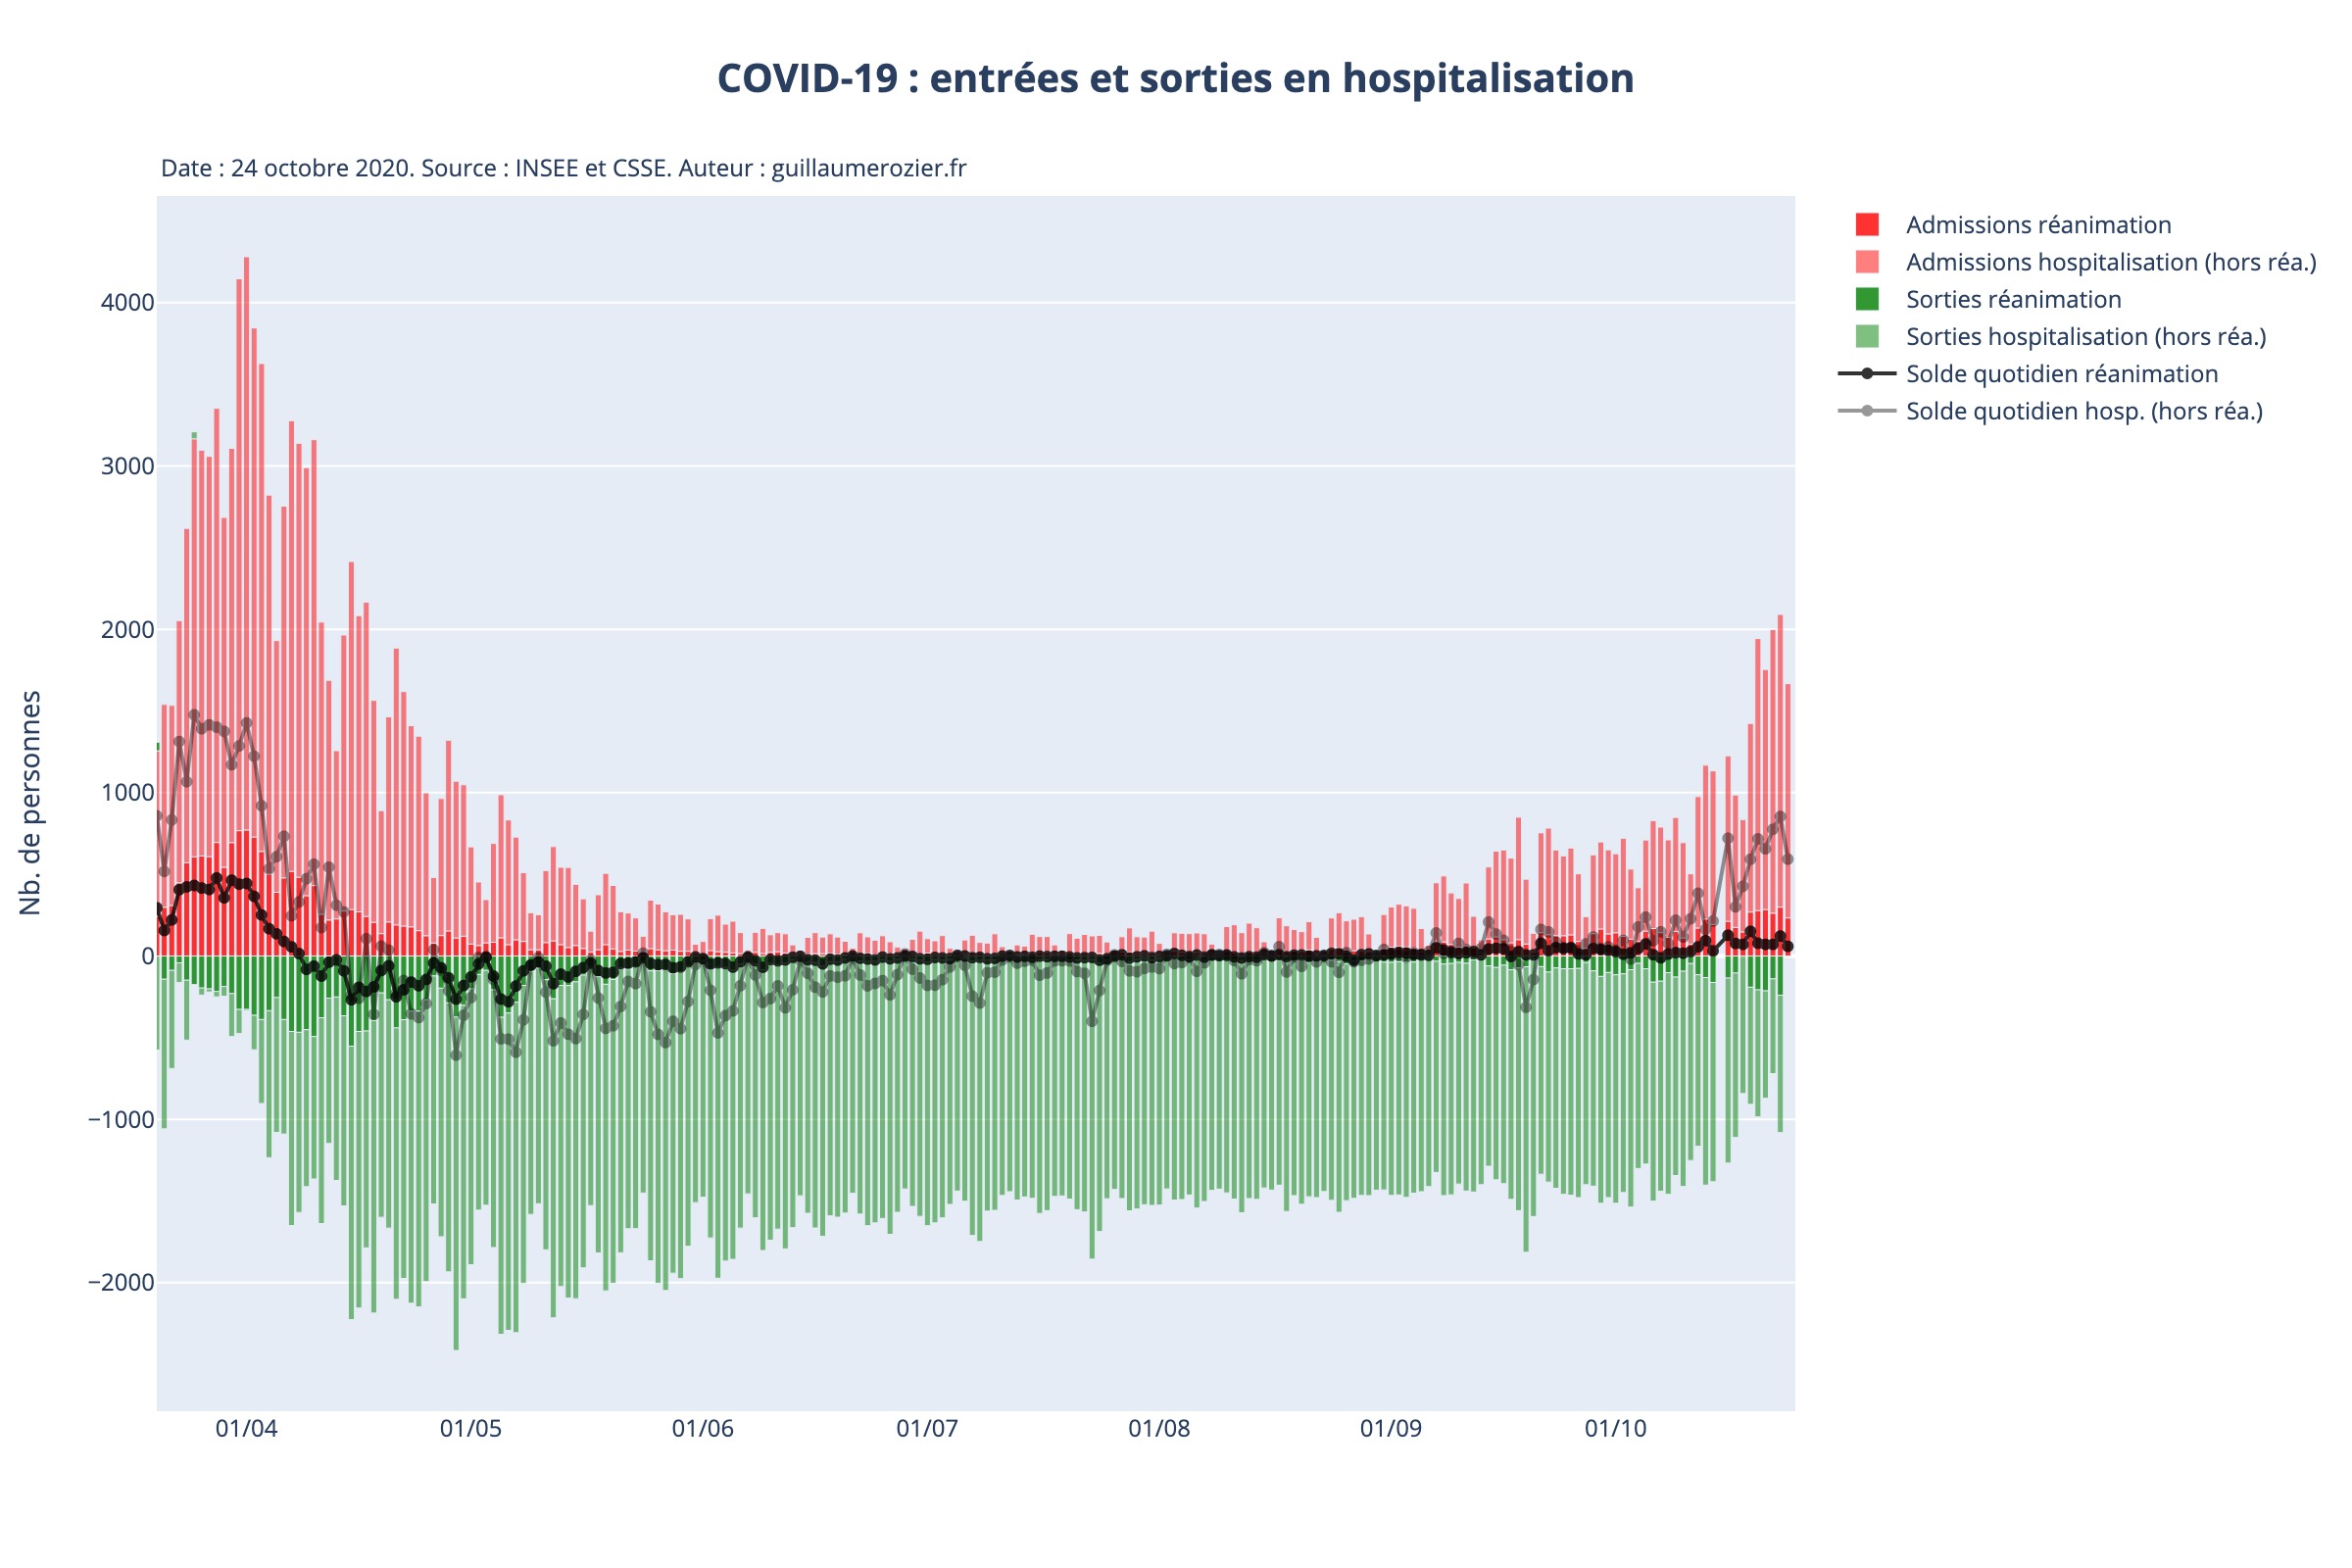 COVID-19 : entrées et sorties en hospitalisation
Date : 24 octobre 2020. Source : INSEE et CSSE. Auteur : guillaumerozier.fr
Admissions réanimation
Admissions hospitalisation (hors réa.)
Sorties réanimation
Sorties hospitalisation (hors réa.)
Solde quotidien réanimation
Solde quotidien hosp. (hors réa.)
Nb. de personnes
4000
3000
2000
1000
0
−1000
−2000
01/04 01/05 01/06 01/07 01/08 01/09 01/10